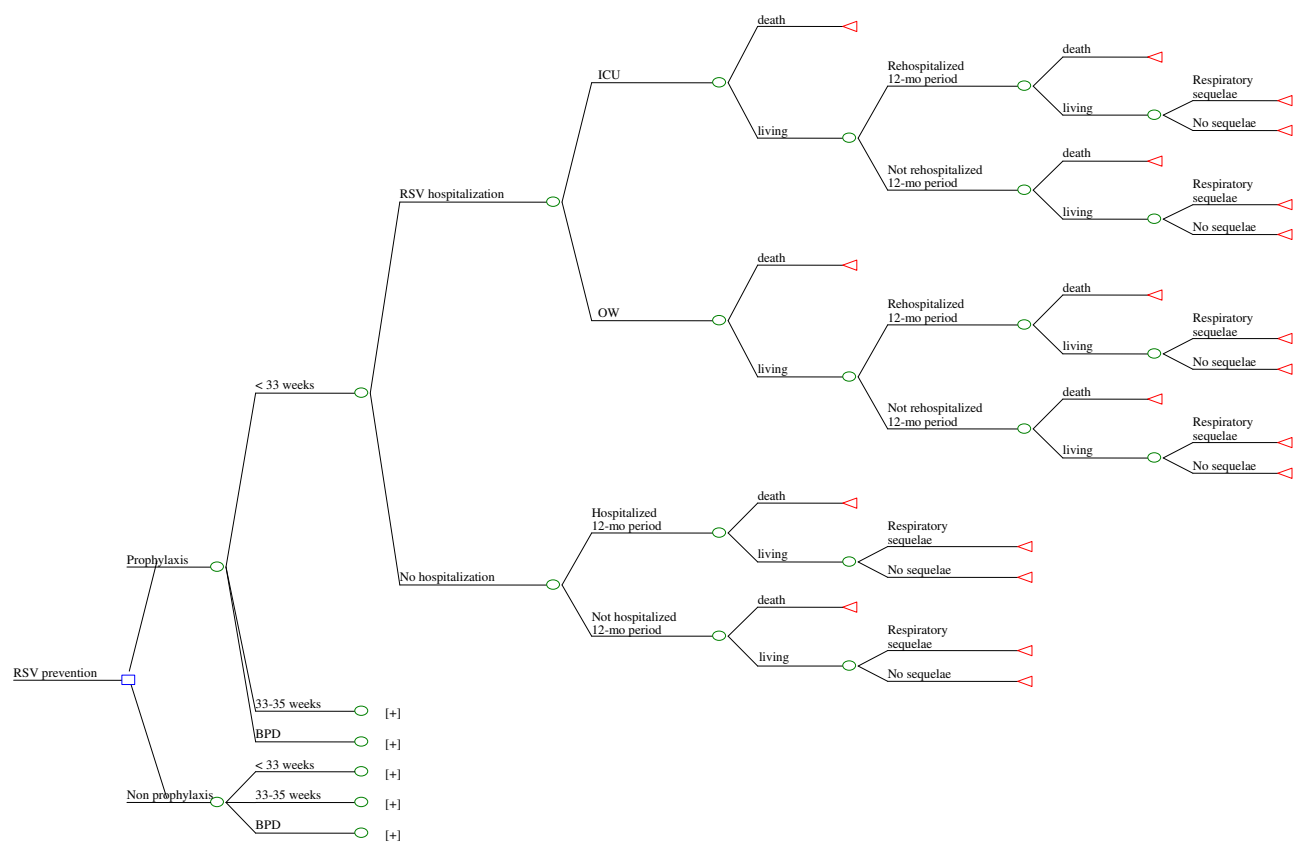 death
ICU
Rehospitalized
12-mo period
death
Respiratory
sequelae
living
No sequelae
living
death
Not rehospitalized
12-mo period
Respiratory
sequelae
living
No sequelae
RSV hospitalization
death
OW
Rehospitalized
12-mo period
death
Respiratory
sequelae
living
No sequelae
living
death
Not rehospitalized
12-mo period
Respiratory
sequelae
living
No sequelae
< 33 weeks
death
Hospitalized
12-mo period
Respiratory
sequelae
living
No sequelae
No hospitalization
death
Not hospitalized
12-mo period
Respiratory
sequelae
living
No sequelae
Prophylaxis
RSV prevention
33-35 weeks [+]
BPD [+]
< 33 weeks [+]
Non prophylaxis
33-35 weeks [+]
BPD [+]